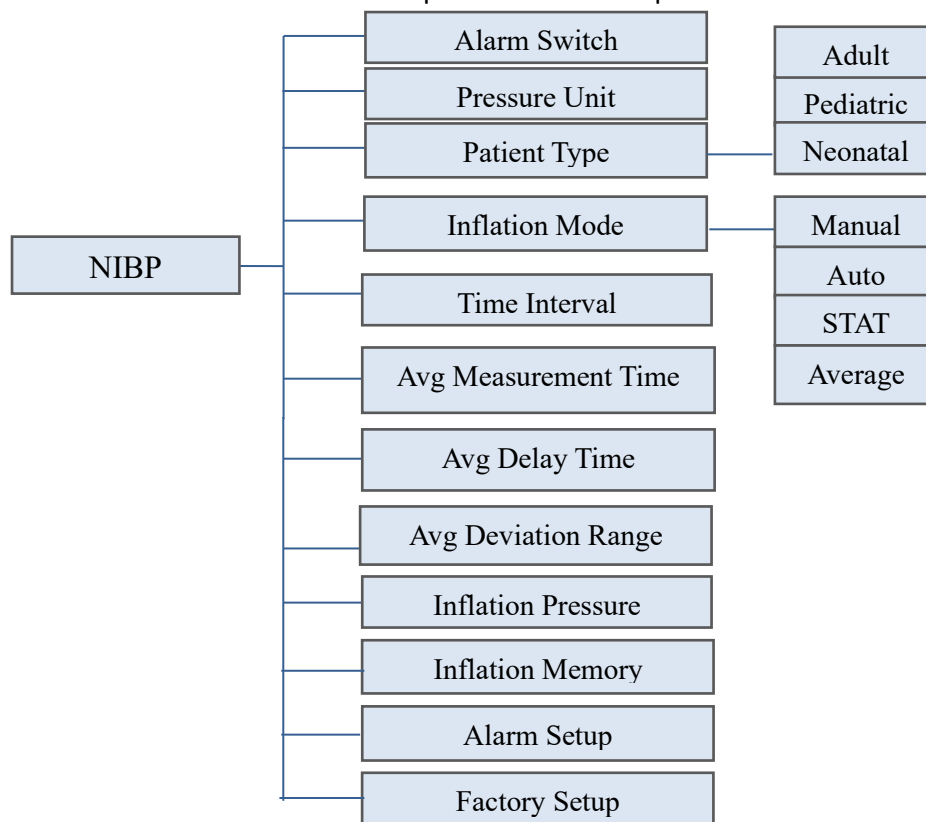 Alarm Switch
Pressure Unit
Patient Type
Inflation Mode
Time Interval
Avg Measurement Time
Avg Delay Time
Avg Deviation Range
Inflation Pressure
Inflation Memory
Alarm Setup
Factory Setup
NIBP
Adult
Pediatric
Neonatal
Manual
Auto
STAT
Average